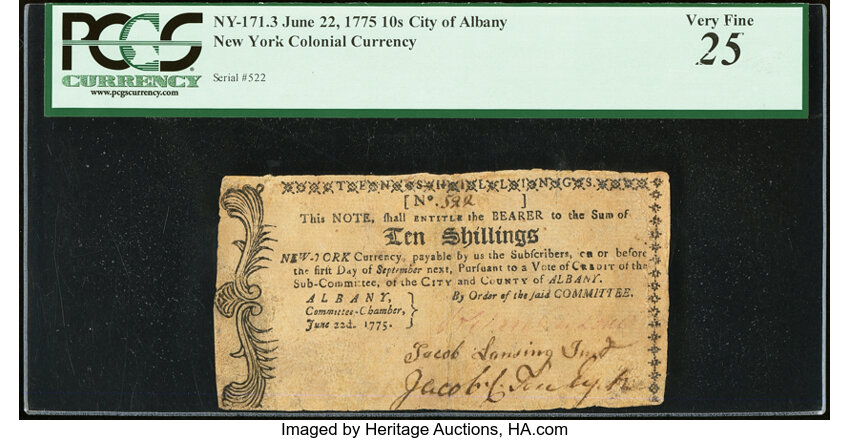 PCGS
CURRENCY
www.pcgscurrency.com
NY-171.3 June 22, 1775 10s City of Albany
New York Colonial Currency
Serial #522
Very Fine
25
TEN SHILLINGS.
[ No. 522 ]
This NOTE, ſhall ENTITLE the BEARER to the Sum of
Ten Shillings
NEW-YORK Currency, payable by us the Subſcribers, on or before
the firſt Day of September next, Purſuant to a Vote of CREDIT of the
Sub-Committee, of the CITY and COUNTY of ALBANY.
ALBANY,
Committee-Chamber,
June 22d. 1775.
By Order of the ſaid COMMITTEE.
Jacob Lansing Junr
Jacob C. Ten Eyck
Imaged by Heritage Auctions, HA.com